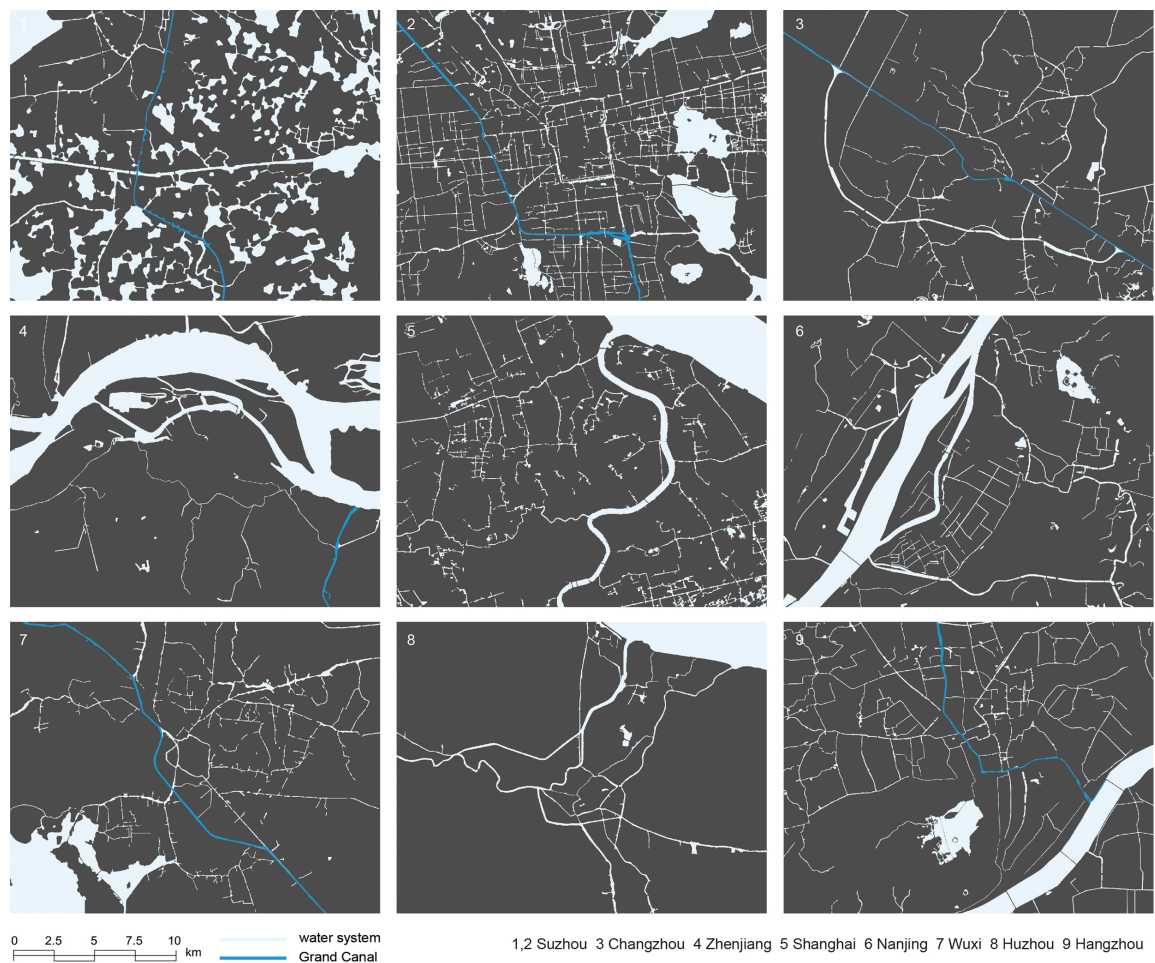 1
2
3
4
5
6
7
8
9
0 2.5 5 7.5 10
km
water system
Grand Canal
1,2 Suzhou 3 Changzhou 4 Zhenjiang 5 Shanghai 6 Nanjing 7 Wuxi 8 Huzhou 9 Hangzhou